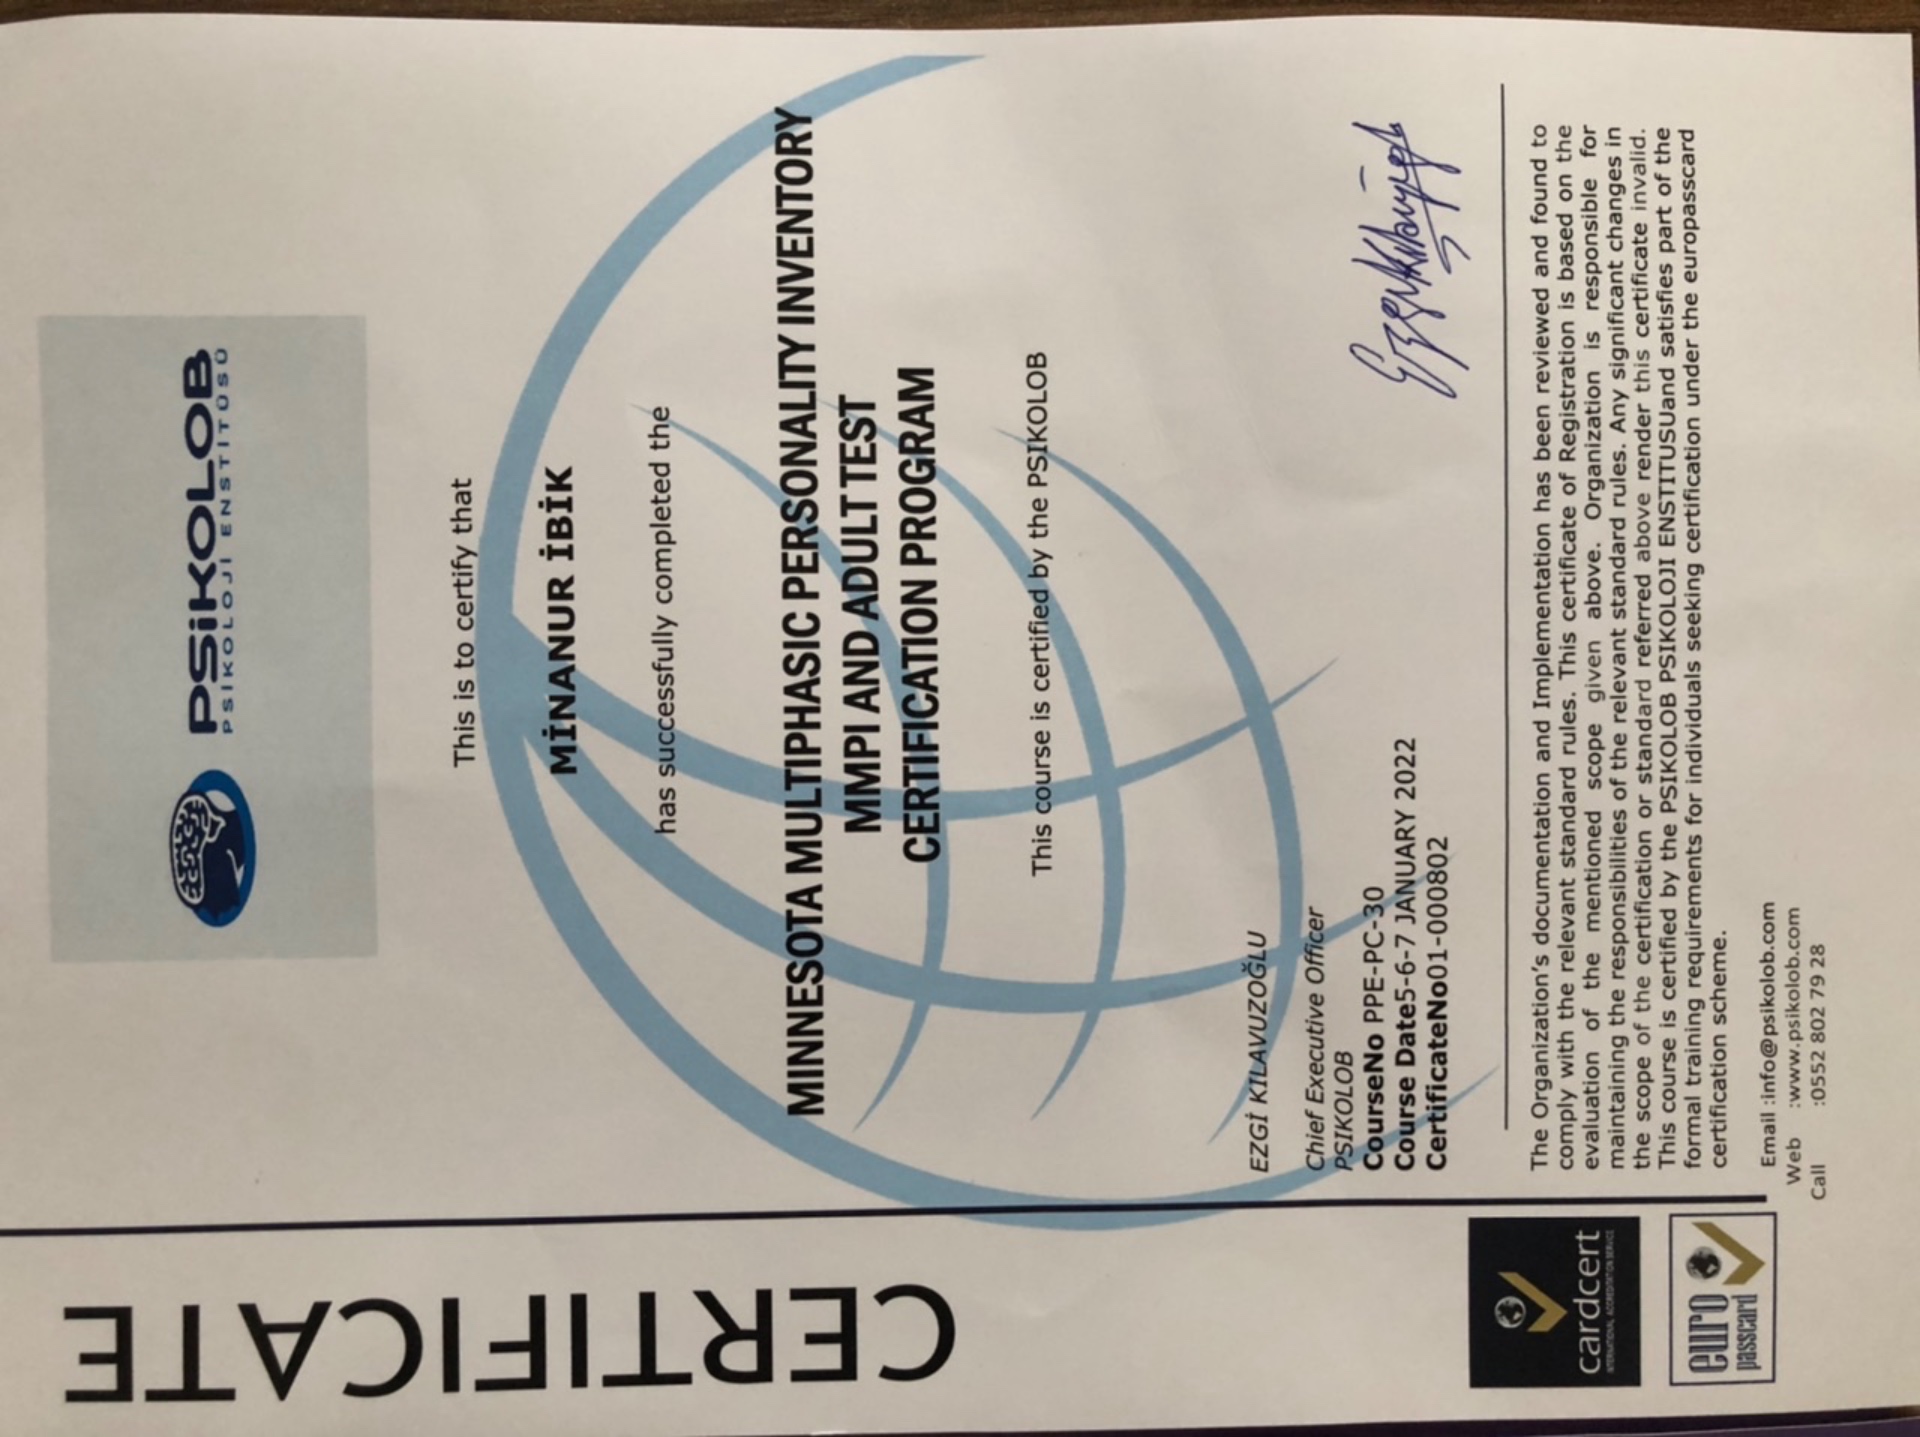 CERTIFICATE
PSiKOLOB
PSIKOLOJI ENSTITUSU
This is to certify that
MİNANUR İBİK
has successfully completed the
MINNESOTA MULTIPHASIC PERSONALITY INVENTORY
MMPI AND ADULT TEST
CERTIFICATION PROGRAM
This course is certified by the PSIKOLOB
EZGİ KILAVUZOĞLU
Chief Executive Officer
PSIKOLOB
CourseNo PPE-PC-30
Course Date5-6-7 JANUARY 2022
CertificateNo01-000802
The Organization's documentation and Implementation has been reviewed and found to
comply with the relevant standard rules. This certificate of Registration is based on the
evaluation of the mentioned scope given above. Organization is responsible for
maintaining the responsibilities of the relevant standard rules. Any significant changes in
the scope of the certification or standard referred above render this certificate invalid.
This course is certified by the PSIKOLOB PSIKOLOJI ENSTITUSUand satisfies part of the
formal training requirements for individuals seeking certification under the europasscard
certification scheme.
Email :info@psikolob.com
Web :www.psikolob.com
Call :0552 802 79 28
cardcert
INTERNATIONAL ACCREDITATION SERVICE
euro
passcard